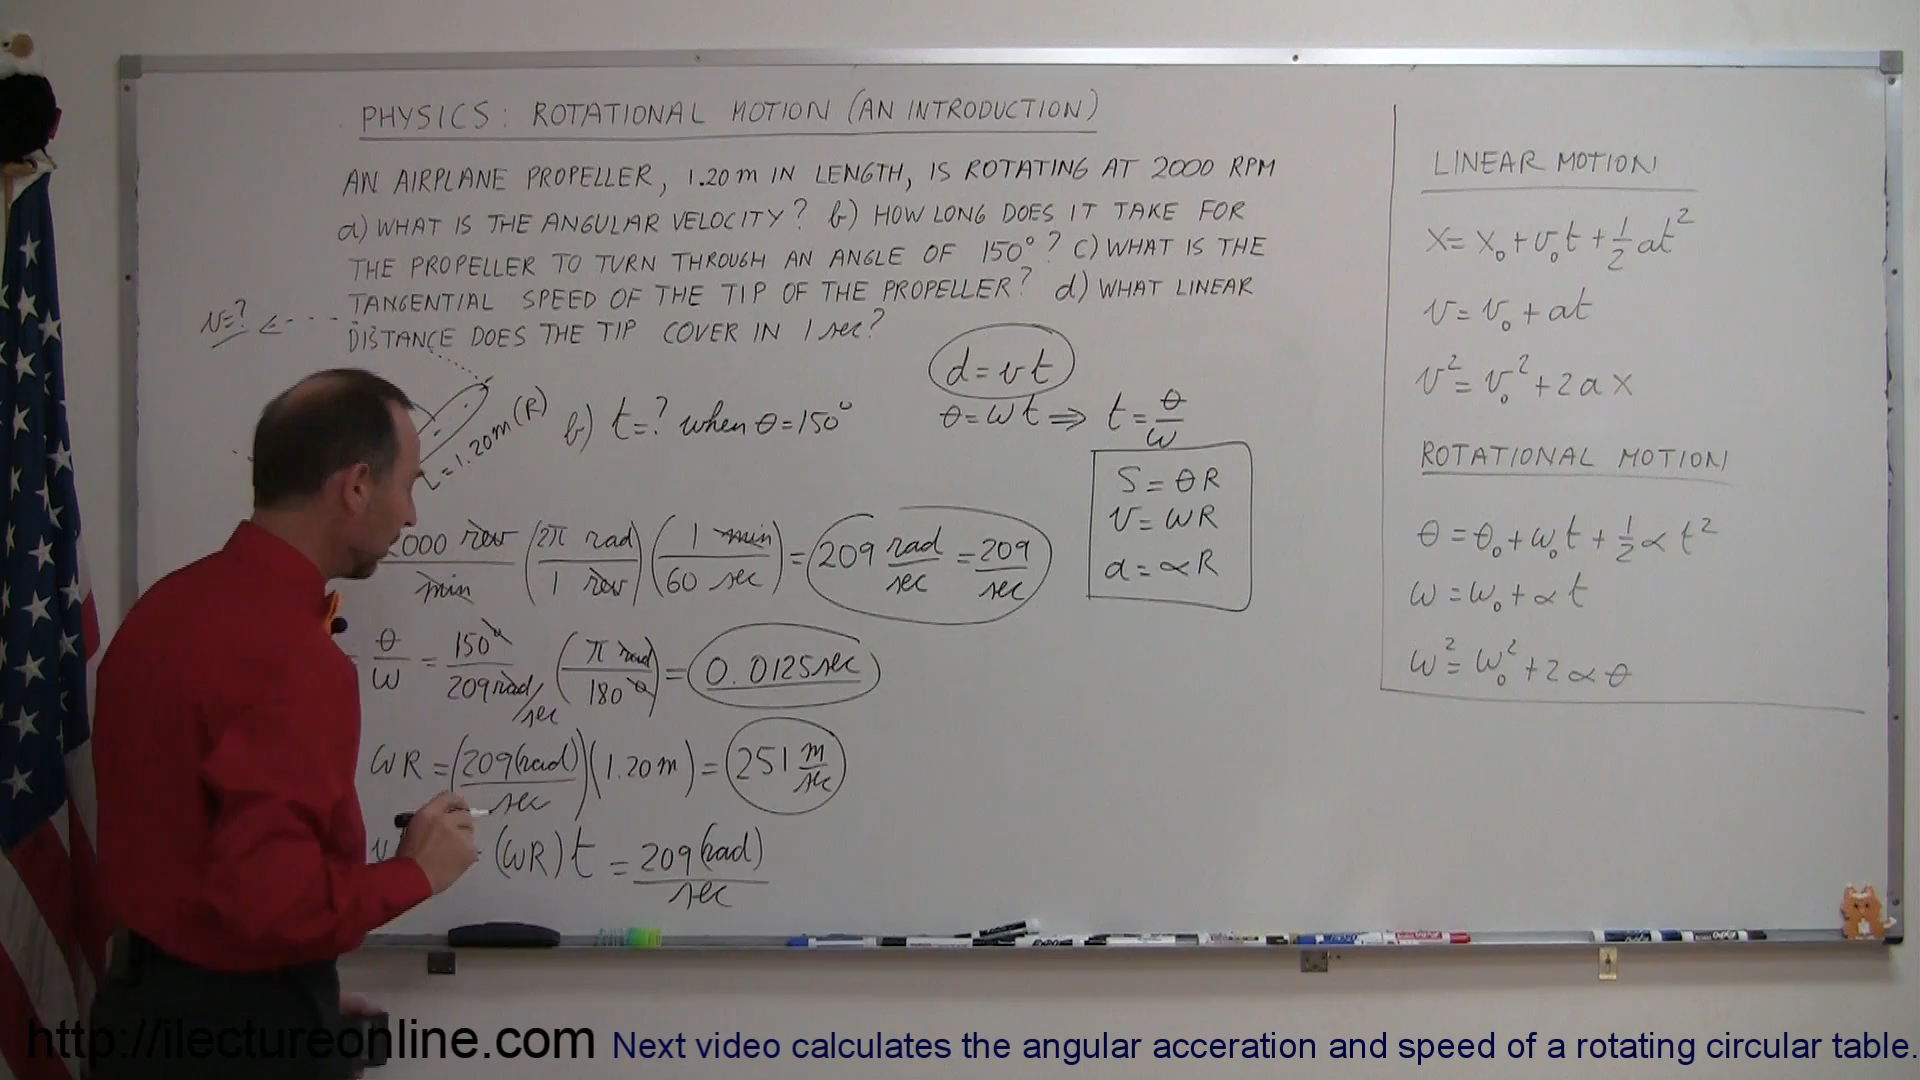 PHYSICS: ROTATIONAL MOTION (AN INTRODUCTION)
AN AIRPLANE PROPELLER, 1.20 m IN LENGTH, IS ROTATING AT 2000 RPM
a) WHAT IS THE ANGULAR VELOCITY? b) HOW LONG DOES IT TAKE FOR
THE PROPELLER TO TURN THROUGH AN ANGLE OF 150°? c) WHAT IS THE
TANGENTIAL SPEED OF THE TIP OF THE PROPELLER? d) WHAT LINEAR
DISTANCE DOES THE TIP COVER IN 1 sec?
v=?
L=1.20m (R)
b) t=? when θ=150°
d=vt
θ=ωt ⇒ t=θ/ω
S=θR
v=ωR
a=αR
000 rev/min (2π rad/1 rev)(1 min/60 sec) = 209 rad/sec = 209/sec
= θ/ω = 150°/209 rad/sec (π rad/180°) = 0.0125 sec
ωR = (209(rad)/sec)(1.20m) = 251 m/sec
(ωR)t = 209(rad)/sec
LINEAR MOTION
x=x₀+v₀t+½at²
v=v₀+at
v²=v₀²+2ax
ROTATIONAL MOTION
θ=θ₀+ω₀t+½αt²
ω=ω₀+αt
ω²=ω₀²+2αθ
http://ilectureonline.com Next video calculates the angular acceration and speed of a rotating circular table.